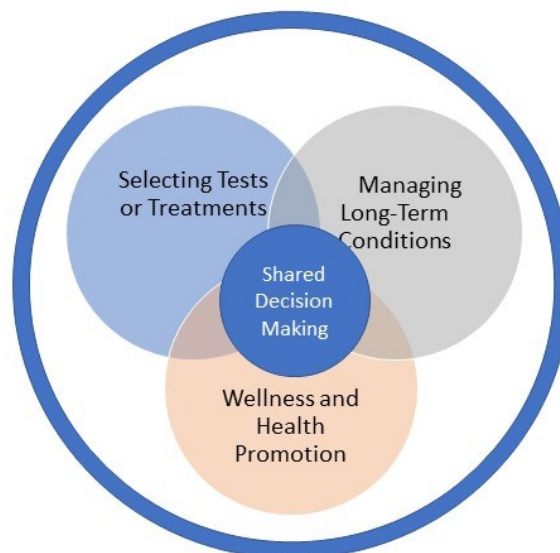 Selecting Tests
or Treatments
Managing
Long-Term
Conditions
Shared
Decision
Making
Wellness and
Health
Promotion